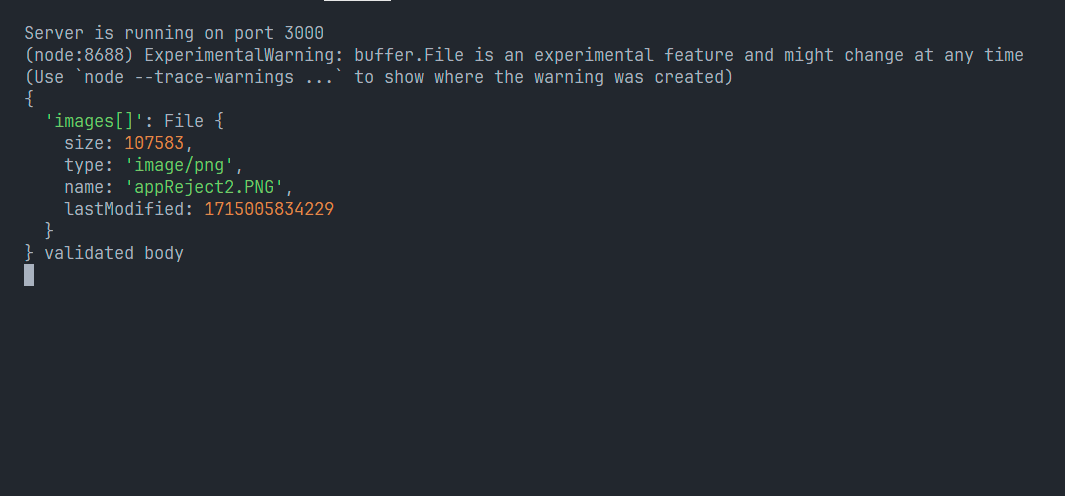 Server is running on port 3000
(node:8688) ExperimentalWarning: buffer.File is an experimental feature and might change at any time
(Use `node --trace-warnings ...` to show where the warning was created)
{
  'images[]': File {
    size: 107583,
    type: 'image/png',
    name: 'appReject2.PNG',
    lastModified: 1715005834229
  }
} validated body